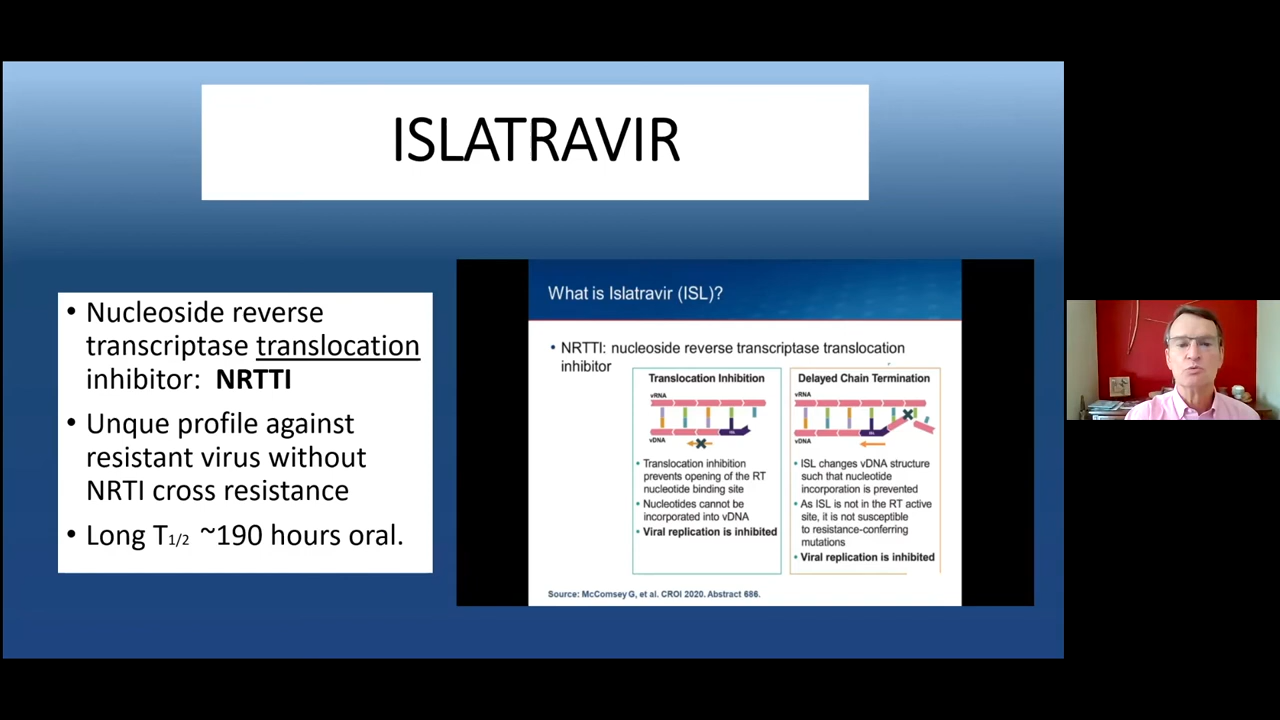 ISLATRAVIR
• Nucleoside reverse
transcriptase translocation
inhibitor: NRTTI
• Unque profile against
resistant virus without
NRTI cross resistance
• Long T1/2 ~190 hours oral.
What is Islatravir (ISL)?
• NRTTI: nucleoside reverse transcriptase translocation
inhibitor
Translocation Inhibition
vRNA
ISL
vDNA
• Translocation inhibition
prevents opening of the RT
nucleotide binding site
• Nucleotides cannot be
incorporated into vDNA
• Viral replication is inhibited
Delayed Chain Termination
vRNA
ISL
vDNA
• ISL changes vDNA structure
such that nucleotide
incorporation is prevented
• As ISL is not in the RT active
site, it is not susceptible
to resistance-conferring
mutations
• Viral replication is inhibited
Source: McComsey G, et al. CROI 2020. Abstract 686.